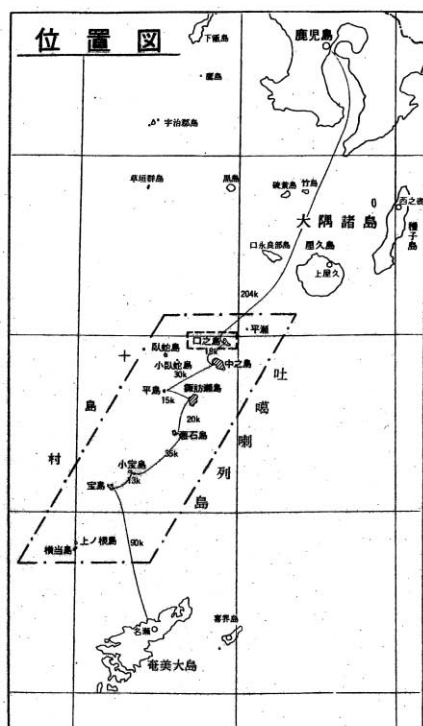 位置図
下甑島
鹿児島
鷹島
宇治群島
草垣群島
黒島
硫黄島
竹島
西之表
大隅諸島
種子島
口永良部島
屋久島
上屋久
204k
平瀬
口之島
18k
臥蛇島
小臥蛇島
中之島
30k
平島
諏訪瀬島
15k
20k
悪石島
35k
小宝島
13k
宝島
吐噶喇列島
島
村
上ノ根島
横当島
90k
名瀬
喜界島
奄美大島